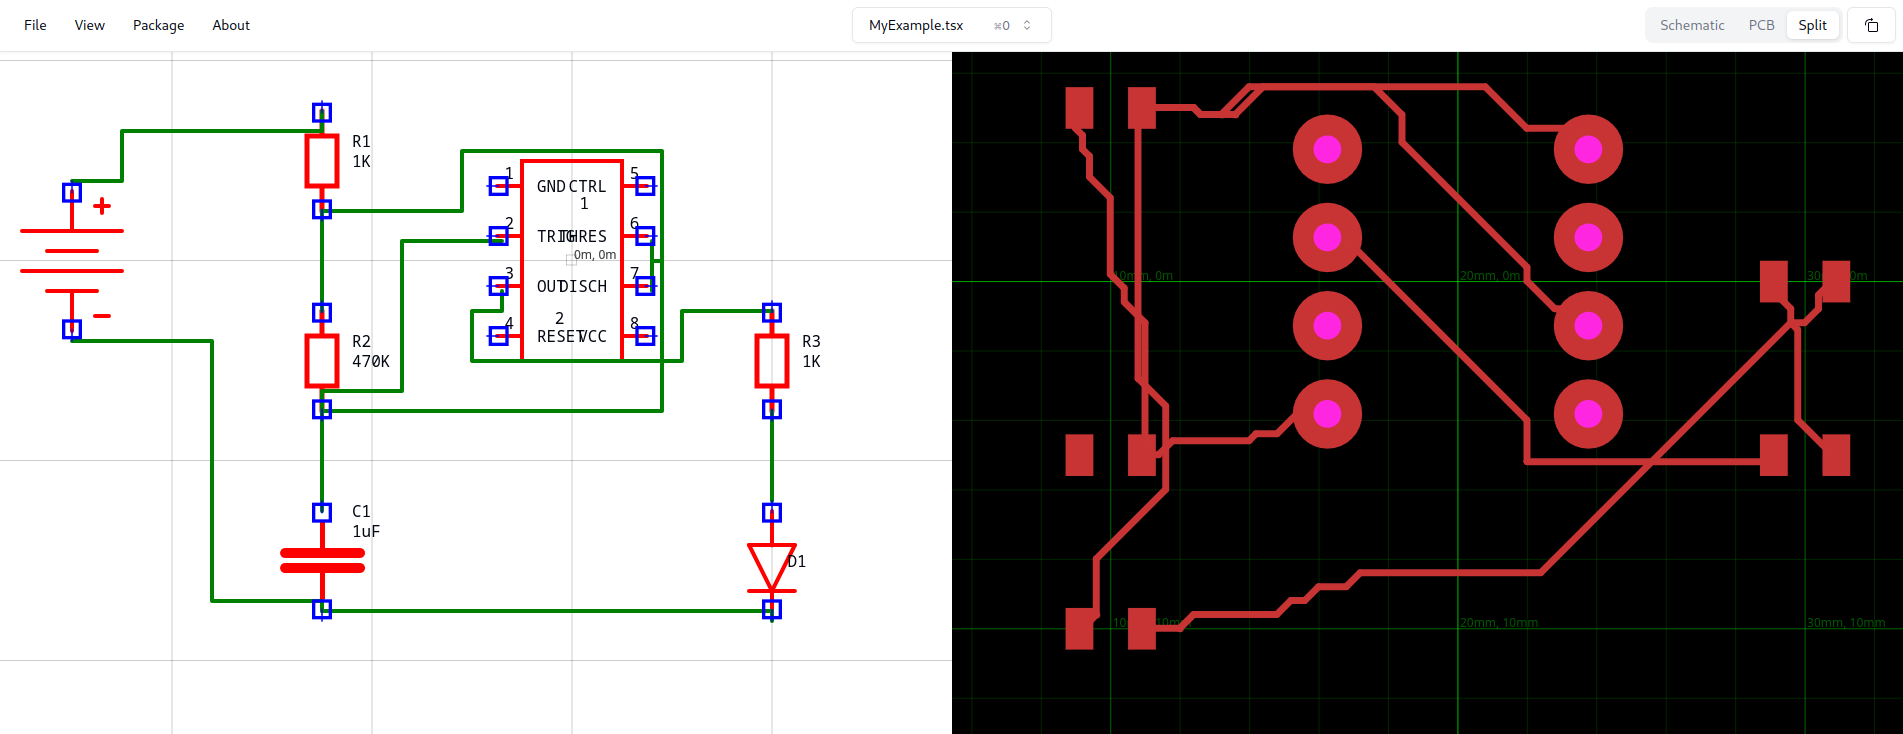 File View Package About MyExample.tsx ⌘O Schematic PCB Split
R1
1K
+
−
1 GND CTRL 5
1
2 TRIG THRES 6
0m, 0m
3 OUT DISCH 7
2
4 RESET VCC 8
R2
470K
R3
1K
C1
1uF
D1
10mm, 0m 20mm, 0m 30mm, 0m
10mm, 10mm 20mm, 10mm 30mm, 10mm